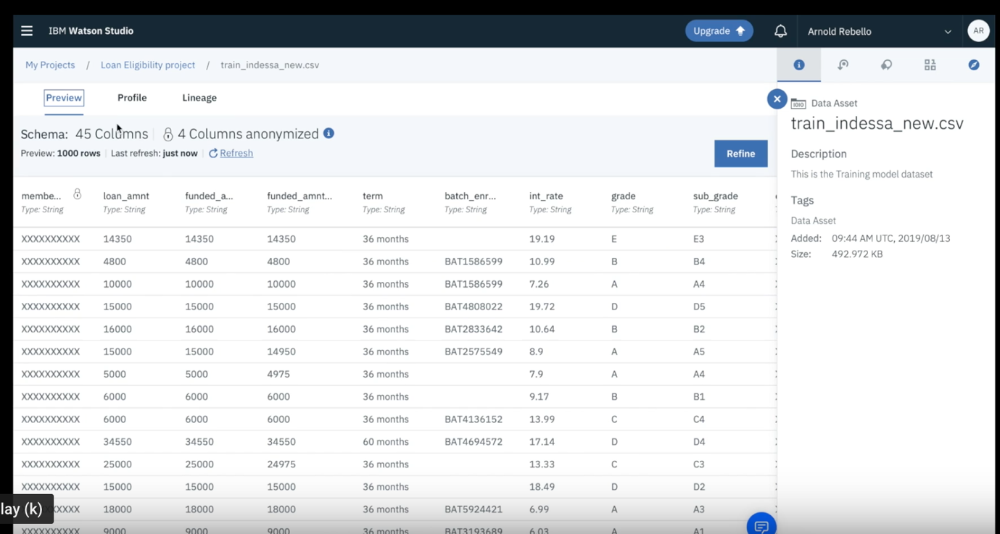 IBM Watson Studio
Upgrade
Arnold Rebello
AR
My Projects / Loan Eligibility project / train_indessa_new.csv
Preview Profile Lineage
Schema: 45 Columns 4 Columns anonymized
Preview: 1000 rows Last refresh: just now Refresh
Refine
membe... loan_amnt funded_a... funded_amnt... term batch_enr... int_rate grade sub_grade
Type: String Type: String Type: String Type: String Type: String Type: String Type: String Type: String Type: String
XXXXXXXXXX 14350 14350 14350 36 months 19.19 E E3
XXXXXXXXXX 4800 4800 4800 36 months BAT1586599 10.99 B B4
XXXXXXXXXX 10000 10000 10000 36 months BAT1586599 7.26 A A4
XXXXXXXXXX 15000 15000 15000 36 months BAT4808022 19.72 D D5
XXXXXXXXXX 16000 16000 16000 36 months BAT2833642 10.64 B B2
XXXXXXXXXX 15000 15000 14950 36 months BAT2575549 8.9 A A5
XXXXXXXXXX 5000 5000 4975 36 months 7.9 A A4
XXXXXXXXXX 6000 6000 6000 36 months 9.17 B B1
XXXXXXXXXX 6000 6000 6000 36 months BAT4136152 13.99 C C4
XXXXXXXXXX 34550 34550 34550 60 months BAT4694572 17.14 D D4
XXXXXXXXXX 25000 25000 24975 36 months 13.33 C C3
XXXXXXXXXX 15000 15000 15000 36 months 18.49 D D2
XXXXX 18000 18000 18000 36 months BAT5924421 6.99 A A3
XXXXXXXXXX 9000 9000 9000 36 months BAT3193689 6.03 A A1
lay (k)
Data Asset
train_indessa_new.csv
Description
This is the Training model dataset
Tags
Data Asset
Added: 09:44 AM UTC, 2019/08/13
Size: 492.972 KB